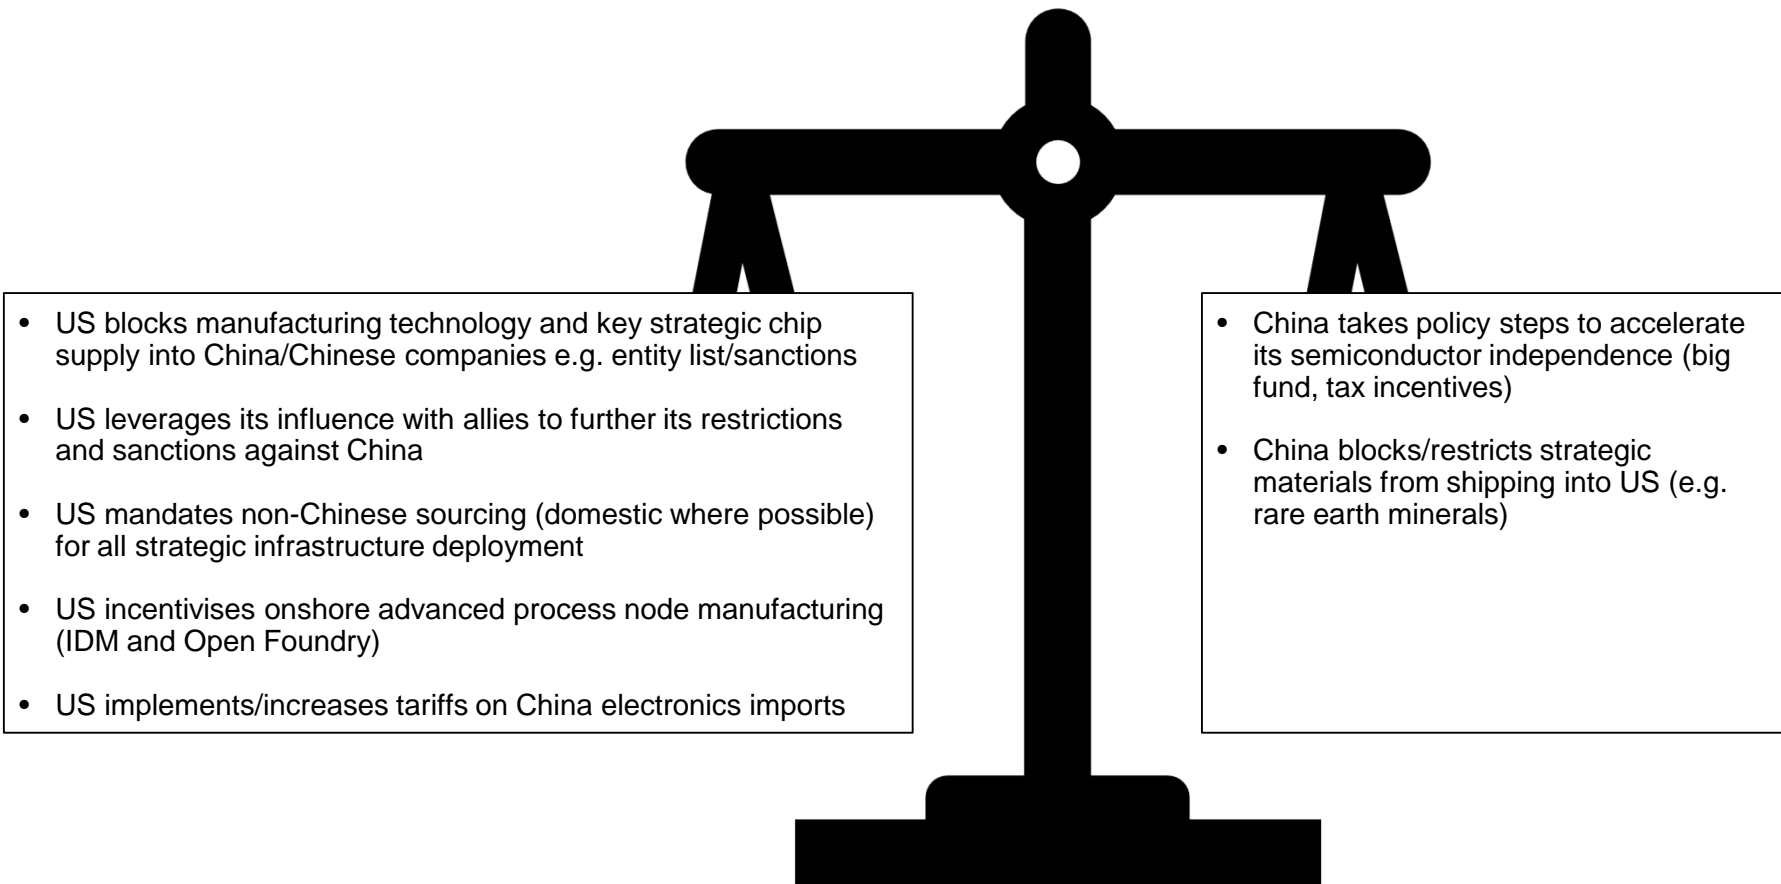 • US blocks manufacturing technology and key strategic chip
supply into China/Chinese companies e.g. entity list/sanctions
• US leverages its influence with allies to further its restrictions
and sanctions against China
• US mandates non-Chinese sourcing (domestic where possible)
for all strategic infrastructure deployment
• US incentivises onshore advanced process node manufacturing
(IDM and Open Foundry)
• US implements/increases tariffs on China electronics imports
• China takes policy steps to accelerate
its semiconductor independence (big
fund, tax incentives)
• China blocks/restricts strategic
materials from shipping into US (e.g.
rare earth minerals)